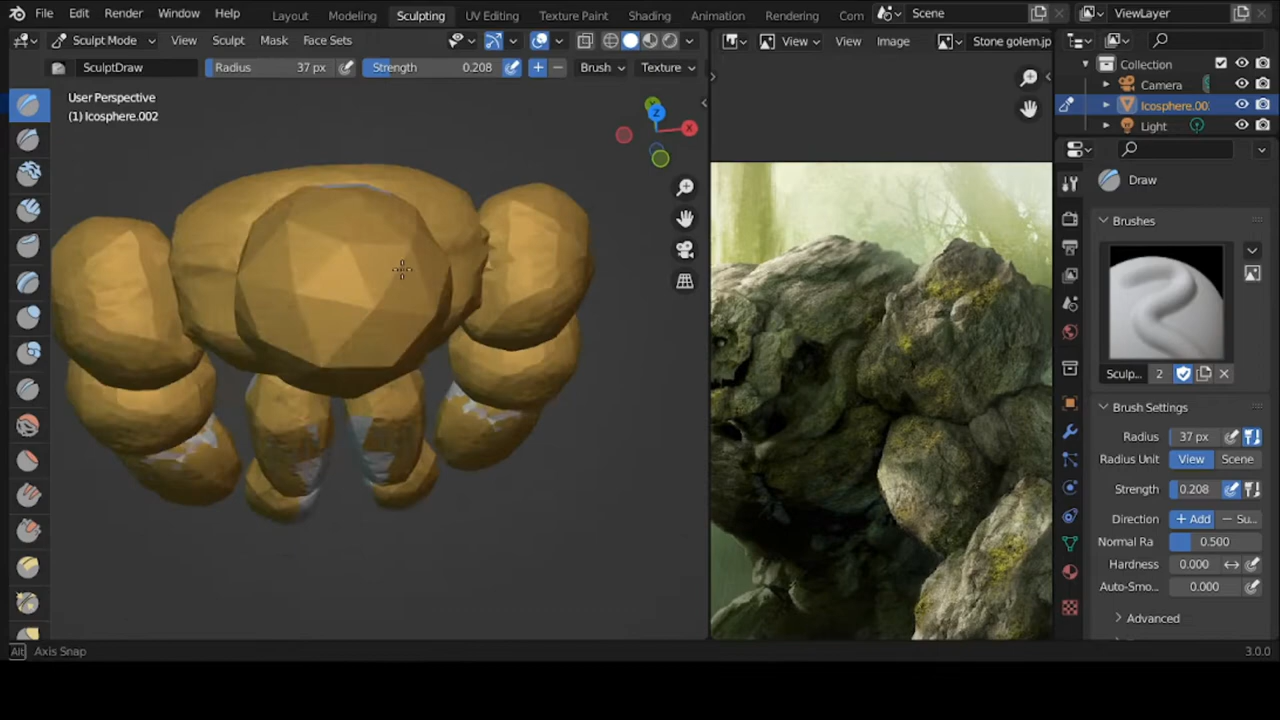 File Edit Render Window Help Layout Modeling Sculpting UV Editing Texture Paint Shading Animation Rendering Com Scene ViewLayer
Sculpt Mode View Sculpt Mask Face Sets View View Image Stone golem.jp
SculptDraw Radius 37 px Strength 0.208 Brush Texture
Collection
Camera
Icosphere.00
Light
User Perspective
(1) Icosphere.002
Y
Z
X
Draw
Brushes
Sculp... 2
Brush Settings
Radius 37 px
Radius Unit View Scene
Strength 0.208
Direction + Add − Su...
Normal Ra 0.500
Hardness 0.000
Auto-Smo... 0.000
Advanced
Alt Axis Snap 3.0.0